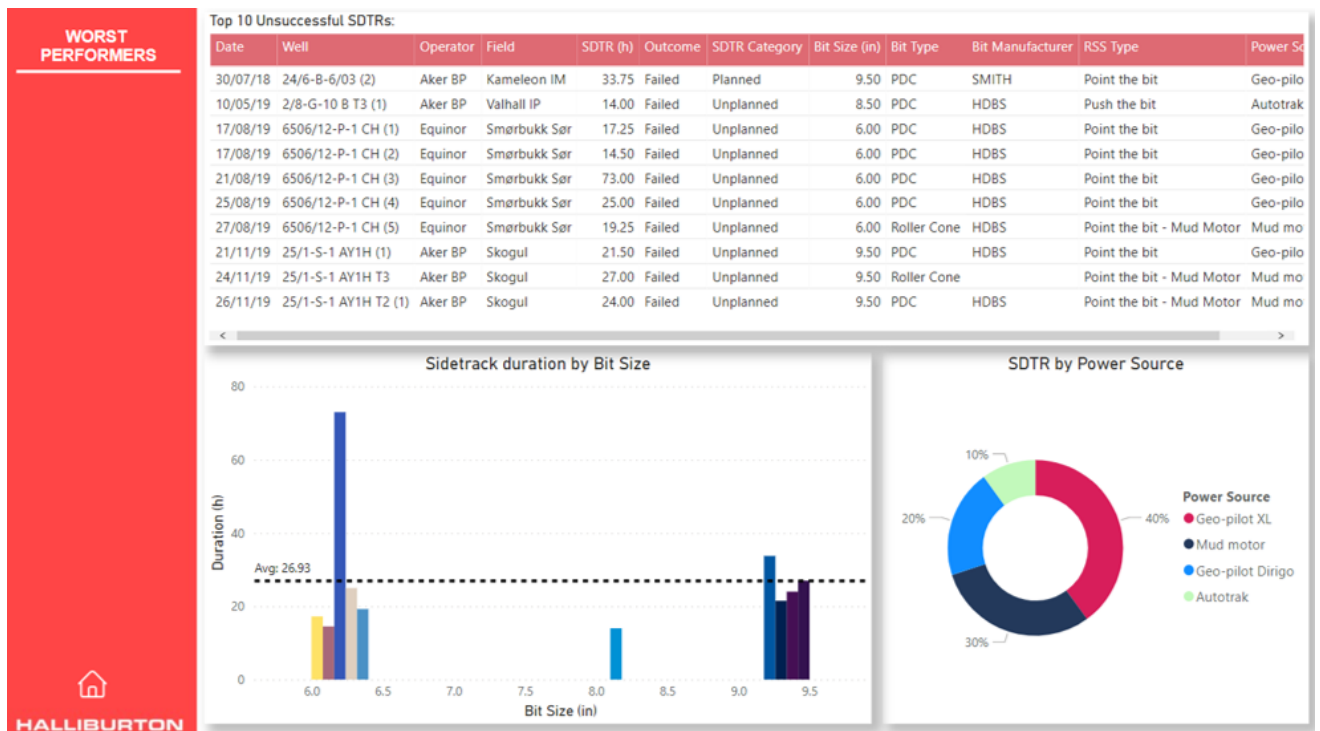 WORST
PERFORMERS
Top 10 Unsuccessful SDTRs:
Date Well Operator Field SDTR (h) Outcome SDTR Category Bit Size (in) Bit Type Bit Manufacturer RSS Type Power So
30/07/18 24/6-B-6/03 (2) Aker BP Kameleon IM 33.75 Failed Planned 9.50 PDC SMITH Point the bit Geo-pilo
10/05/19 2/8-G-10 B T3 (1) Aker BP Valhall IP 14.00 Failed Unplanned 8.50 PDC HDBS Push the bit Autotrak
17/08/19 6506/12-P-1 CH (1) Equinor Smørbukk Sør 17.25 Failed Unplanned 6.00 PDC HDBS Point the bit Geo-pilo
17/08/19 6506/12-P-1 CH (2) Equinor Smørbukk Sør 14.50 Failed Unplanned 6.00 PDC HDBS Point the bit Geo-pilo
21/08/19 6506/12-P-1 CH (3) Equinor Smørbukk Sør 73.00 Failed Unplanned 6.00 PDC HDBS Point the bit Geo-pilo
25/08/19 6506/12-P-1 CH (4) Equinor Smørbukk Sør 25.00 Failed Unplanned 6.00 PDC HDBS Point the bit Geo-pilo
27/08/19 6506/12-P-1 CH (5) Equinor Smørbukk Sør 19.25 Failed Unplanned 6.00 Roller Cone HDBS Point the bit - Mud Motor Mud mo
21/11/19 25/1-S-1 AY1H (1) Aker BP Skogul 21.50 Failed Unplanned 9.50 PDC HDBS Point the bit Geo-pilo
24/11/19 25/1-S-1 AY1H T3 Aker BP Skogul 27.00 Failed Unplanned 9.50 Roller Cone Point the bit - Mud Motor Mud mo
26/11/19 25/1-S-1 AY1H T2 (1) Aker BP Skogul 24.00 Failed Unplanned 9.50 PDC HDBS Point the bit - Mud Motor Mud mo
Sidetrack duration by Bit Size
80
60
40
20
0
Duration (h)
Avg: 26.93
6.0 6.5 7.0 7.5 8.0 8.5 9.0 9.5
Bit Size (in)
SDTR by Power Source
10%
20%
40%
30%
Power Source
Geo-pilot XL
Mud motor
Geo-pilot Dirigo
Autotrak
HALLIBURTON